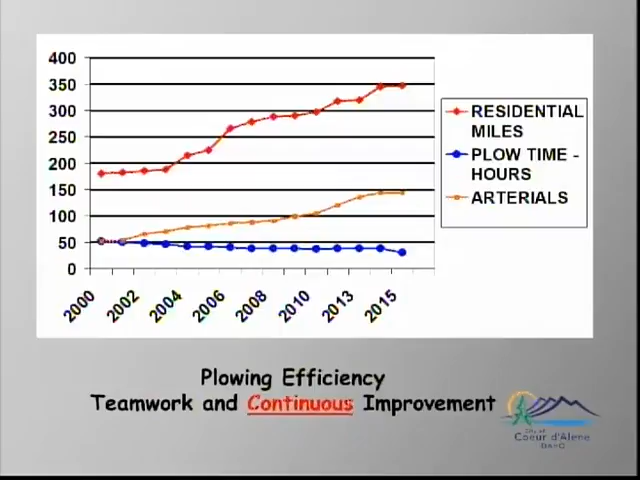 400
350
300
250
200
150
100
50
0
2000
2002
2004
2006
2008
2010
2013
2015
RESIDENTIAL
MILES
PLOW TIME -
HOURS
ARTERIALS
Plowing Efficiency
Teamwork and Continuous Improvement
City of
Coeur d'Alene
IDAHO